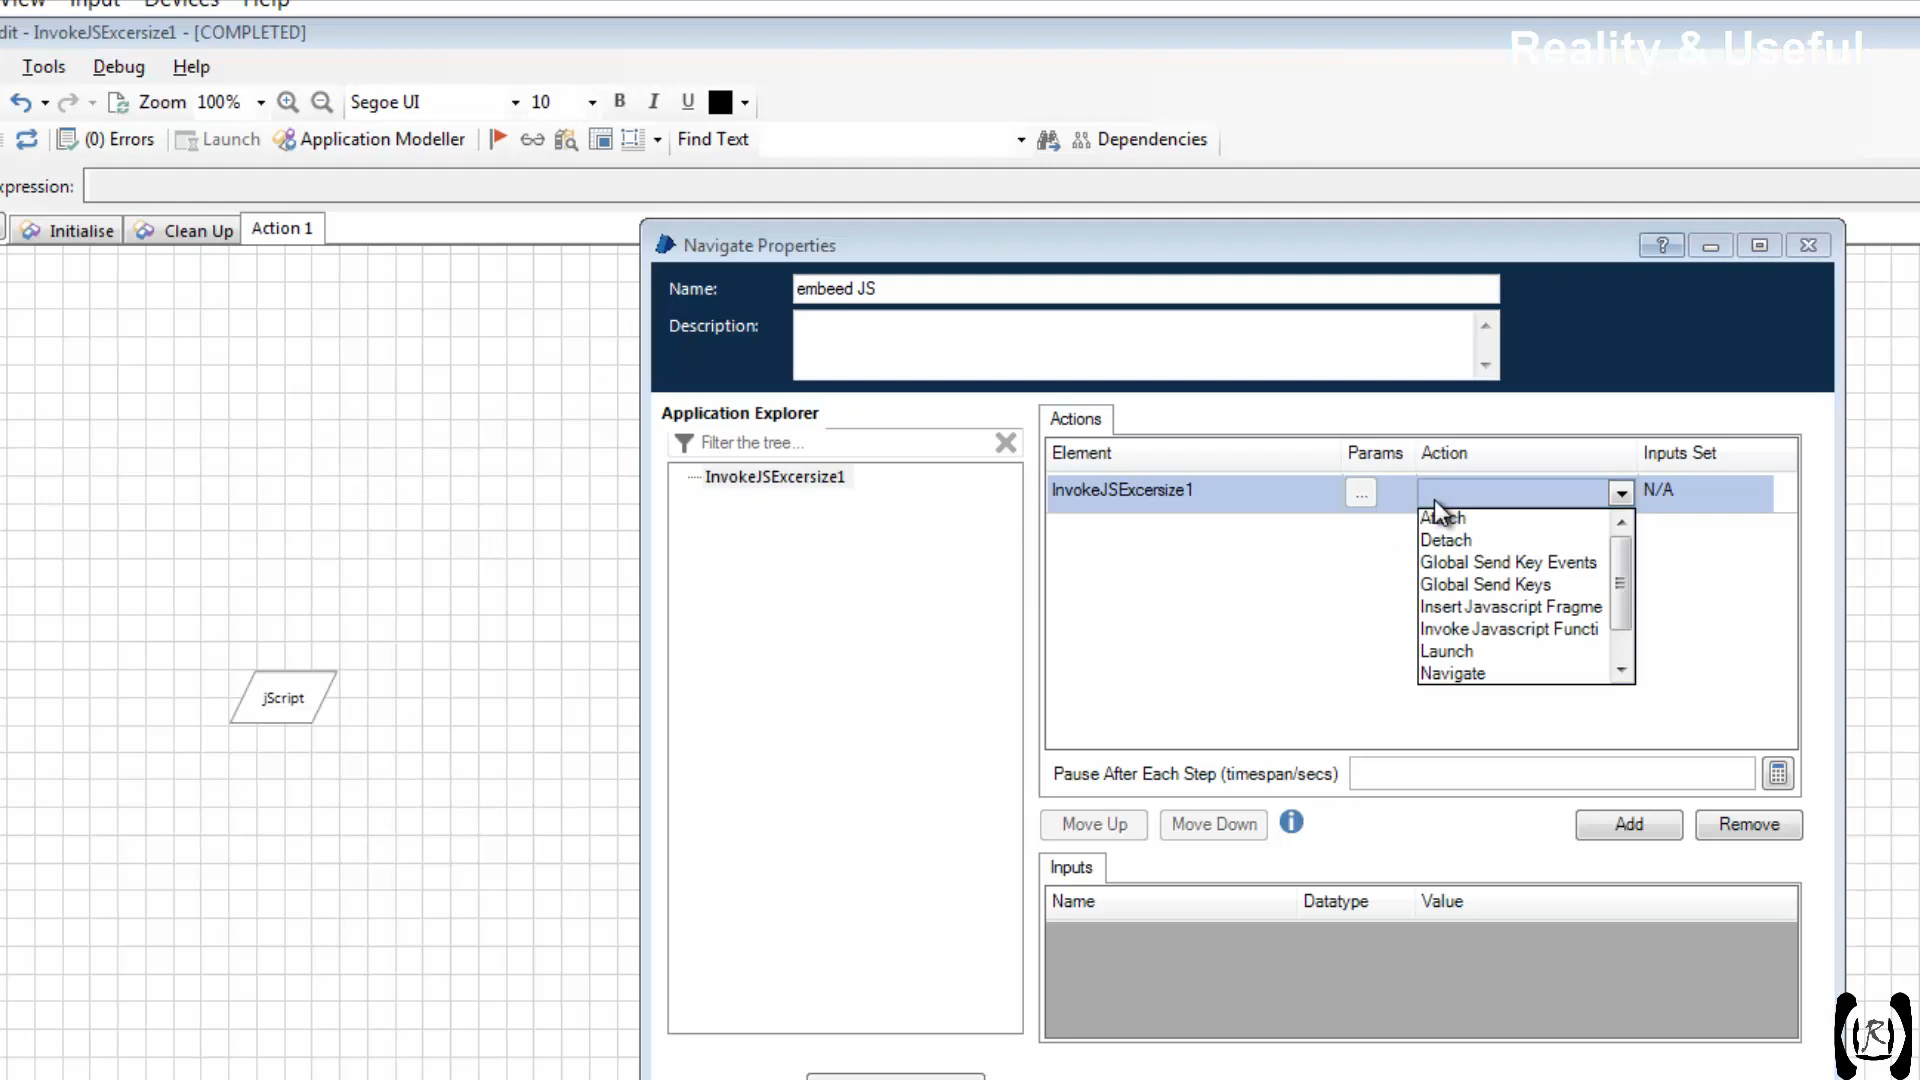 Input Devices Help
dit - InvokeJSExcersize1 - [COMPLETED]
Reality & Useful
Tools Debug Help
Zoom 100% Segoe UI 10 B I U
(0) Errors Launch Application Modeller Find Text Dependencies
xpression:
Initialise Clean Up Action 1
Navigate Properties
Name: embeed JS
Description:
Application Explorer
Filter the tree...
InvokeJSExcersize1
Actions
Element Params Action Inputs Set
InvokeJSExcersize1 ... N/A
Attach
Detach
Global Send Key Events
Global Send Keys
Insert Javascript Fragme
Invoke Javascript Functi
Launch
Navigate
jScript
Pause After Each Step (timespan/secs)
Move Up Move Down Add Remove
Inputs
Name Datatype Value
R